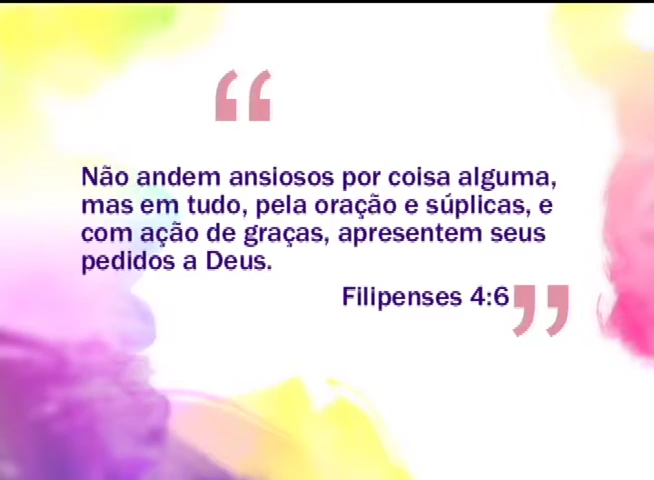 “
Não andem ansiosos por coisa alguma,
mas em tudo, pela oração e súplicas, e
com ação de graças, apresentem seus
pedidos a Deus.
Filipenses 4:6”